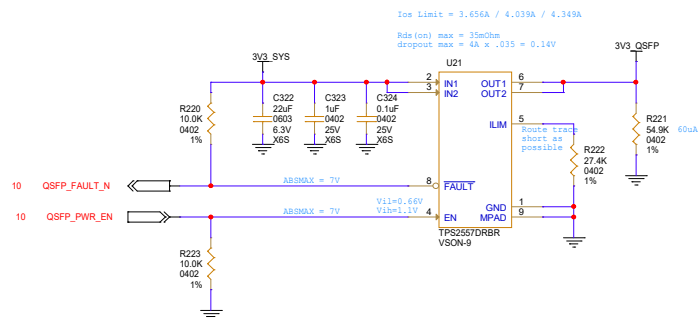 Ios Limit = 3.656A / 4.039A / 4.349A
Rds(on) max = 35mOhm
dropout max = 4A x .035 = 0.14V
3V3_SYS
U21
3V3_QSFP
2 IN1 OUT1 6
3 IN2 OUT2 7
R220
10.0K
0402
1%
C322
22uF
0603
6.3V
X6S
C323
1uF
0402
25V
X6S
C324
0.1uF
0402
25V
X6S
ILIM 5
Route trace
short as
possible
R221
54.9K
0402
1%
60uA
R222
27.4K
0402
1%
10 QSFP_FAULT_N
ABSMAX = 7V
8 FAULT
10 QSFP_PWR_EN
ABSMAX = 7V
Vil=0.66V
Vih=1.1V
4 EN
GND 1
MPAD 9
TPS2557DRBR
VSON-9
R223
10.0K
0402
1%